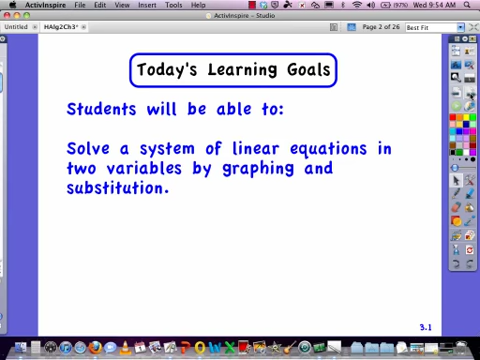 ActivInspire File Edit View Insert Tools Help (97%) Wed 9:54 AM
ActivInspire - Studio
Untitled HAlg2Ch3* Page 2 of 26 Best Fit
Today's Learning Goals
Students will be able to:
Solve a system of linear equations in
two variables by graphing and
substitution.
3.1